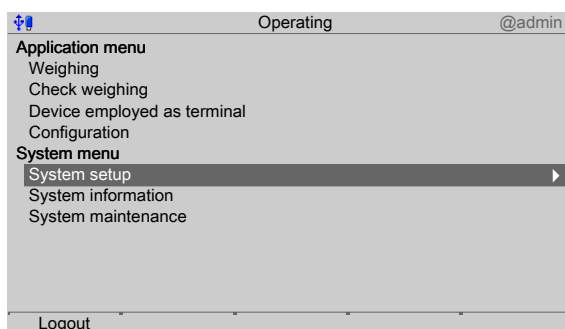 Operating @admin
Application menu
Weighing
Check weighing
Device employed as terminal
Configuration
System menu
System setup
System information
System maintenance
Logout